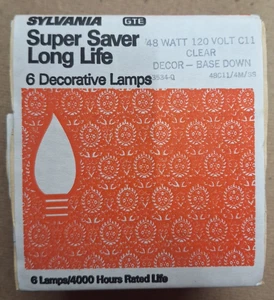 SYLVANIA GTE
Super Saver
Long Life
6 Decorative Lamps
48 WATT 120 VOLT C11
CLEAR
DECOR - BASE DOWN
6 Lamps/4000 Hours Rated Life